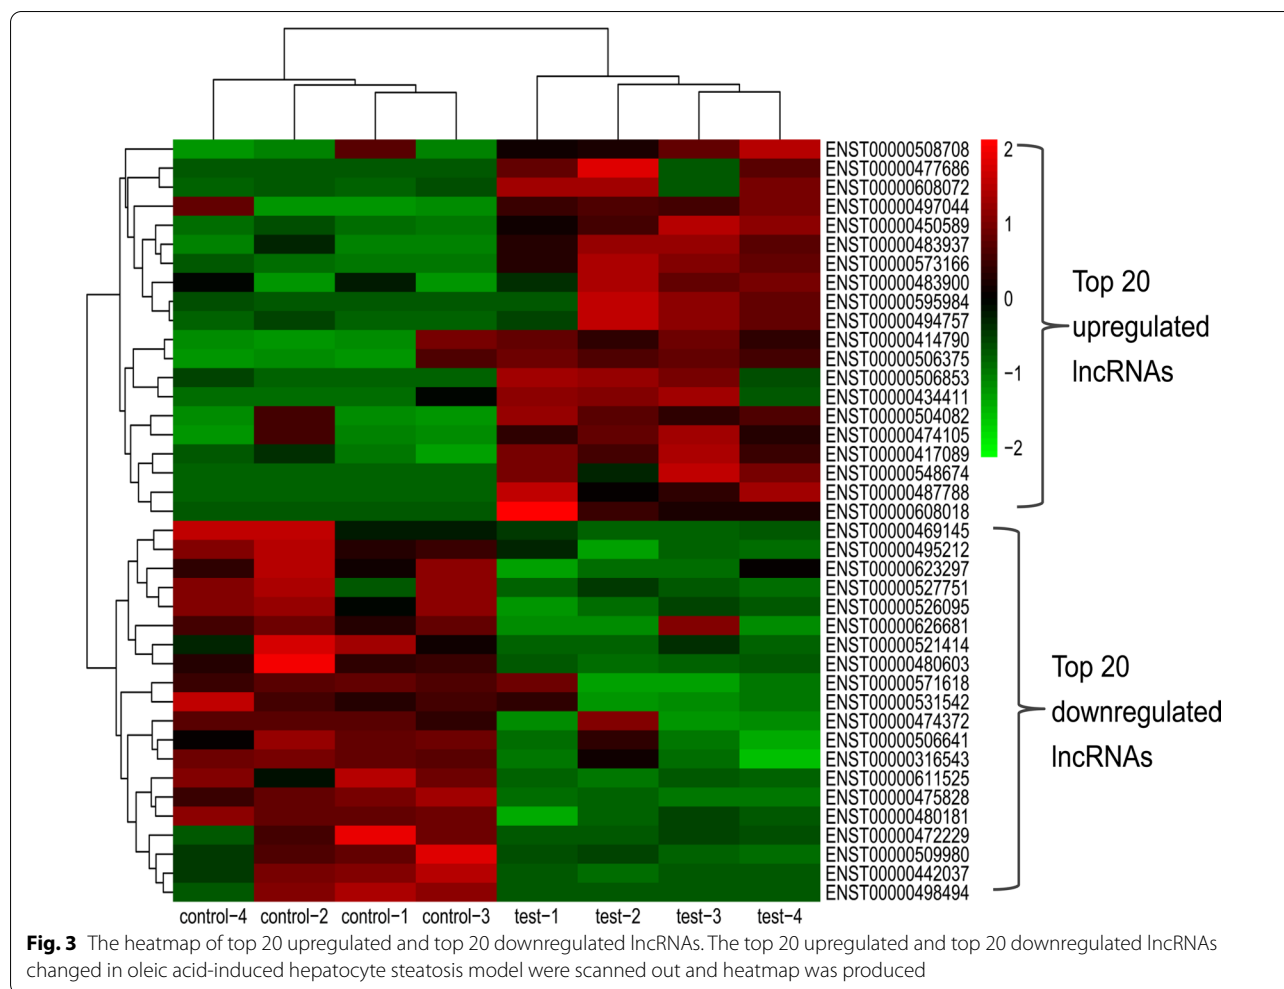 ENST00000508708
ENST00000477686
ENST00000608072
ENST00000497044
ENST00000450589
ENST00000483937
ENST00000573166
ENST00000483900
ENST00000595984
ENST00000494757
ENST00000414790
ENST00000506375
ENST00000506853
ENST00000434411
ENST00000504082
ENST00000474105
ENST00000417089
ENST00000548674
ENST00000487788
ENST00000608018
ENST00000469145
ENST00000495212
ENST00000623297
ENST00000527751
ENST00000526095
ENST00000626681
ENST00000521414
ENST00000480603
ENST00000571618
ENST00000531542
ENST00000474372
ENST00000506641
ENST00000316543
ENST00000611525
ENST00000475828
ENST00000480181
ENST00000472229
ENST00000509980
ENST00000442037
ENST00000498494
2
1
0
−1
−2
Top 20
upregulated
lncRNAs
Top 20
downregulated
lncRNAs
control−4 control−2 control−1 control−3 test−1 test−2 test−3 test−4
Fig. 3 The heatmap of top 20 upregulated and top 20 downregulated lncRNAs. The top 20 upregulated and top 20 downregulated lncRNAs
changed in oleic acid-induced hepatocyte steatosis model were scanned out and heatmap was produced